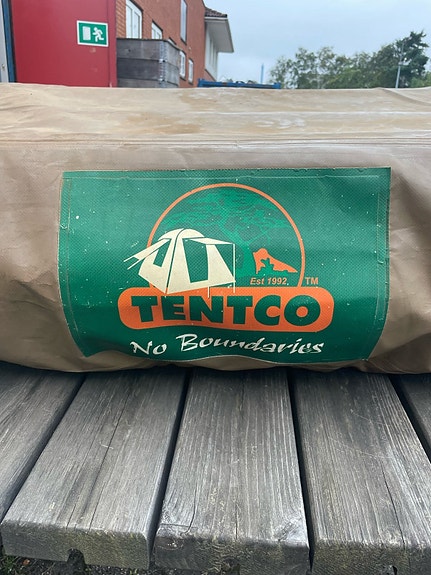 Est 1992,
TM
TENTCO
No Boundaries